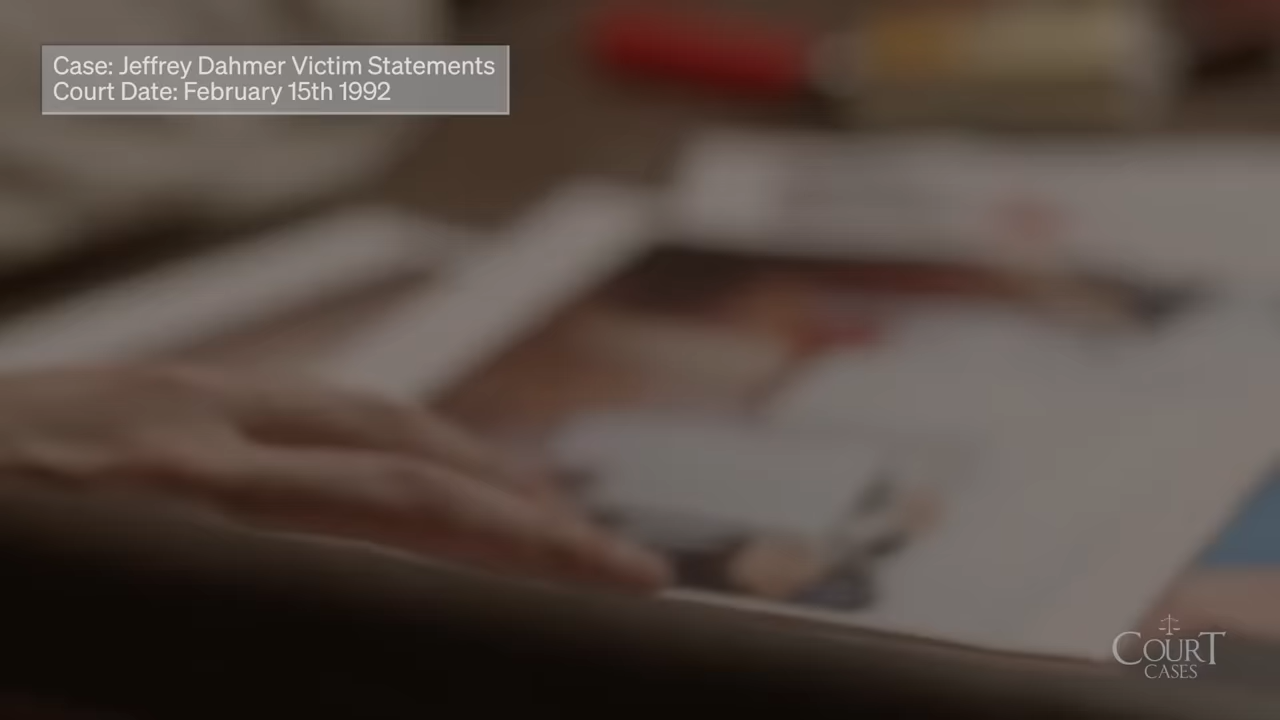 Case: Jeffrey Dahmer Victim Statements
Court Date: February 15th 1992
COURT
CASES